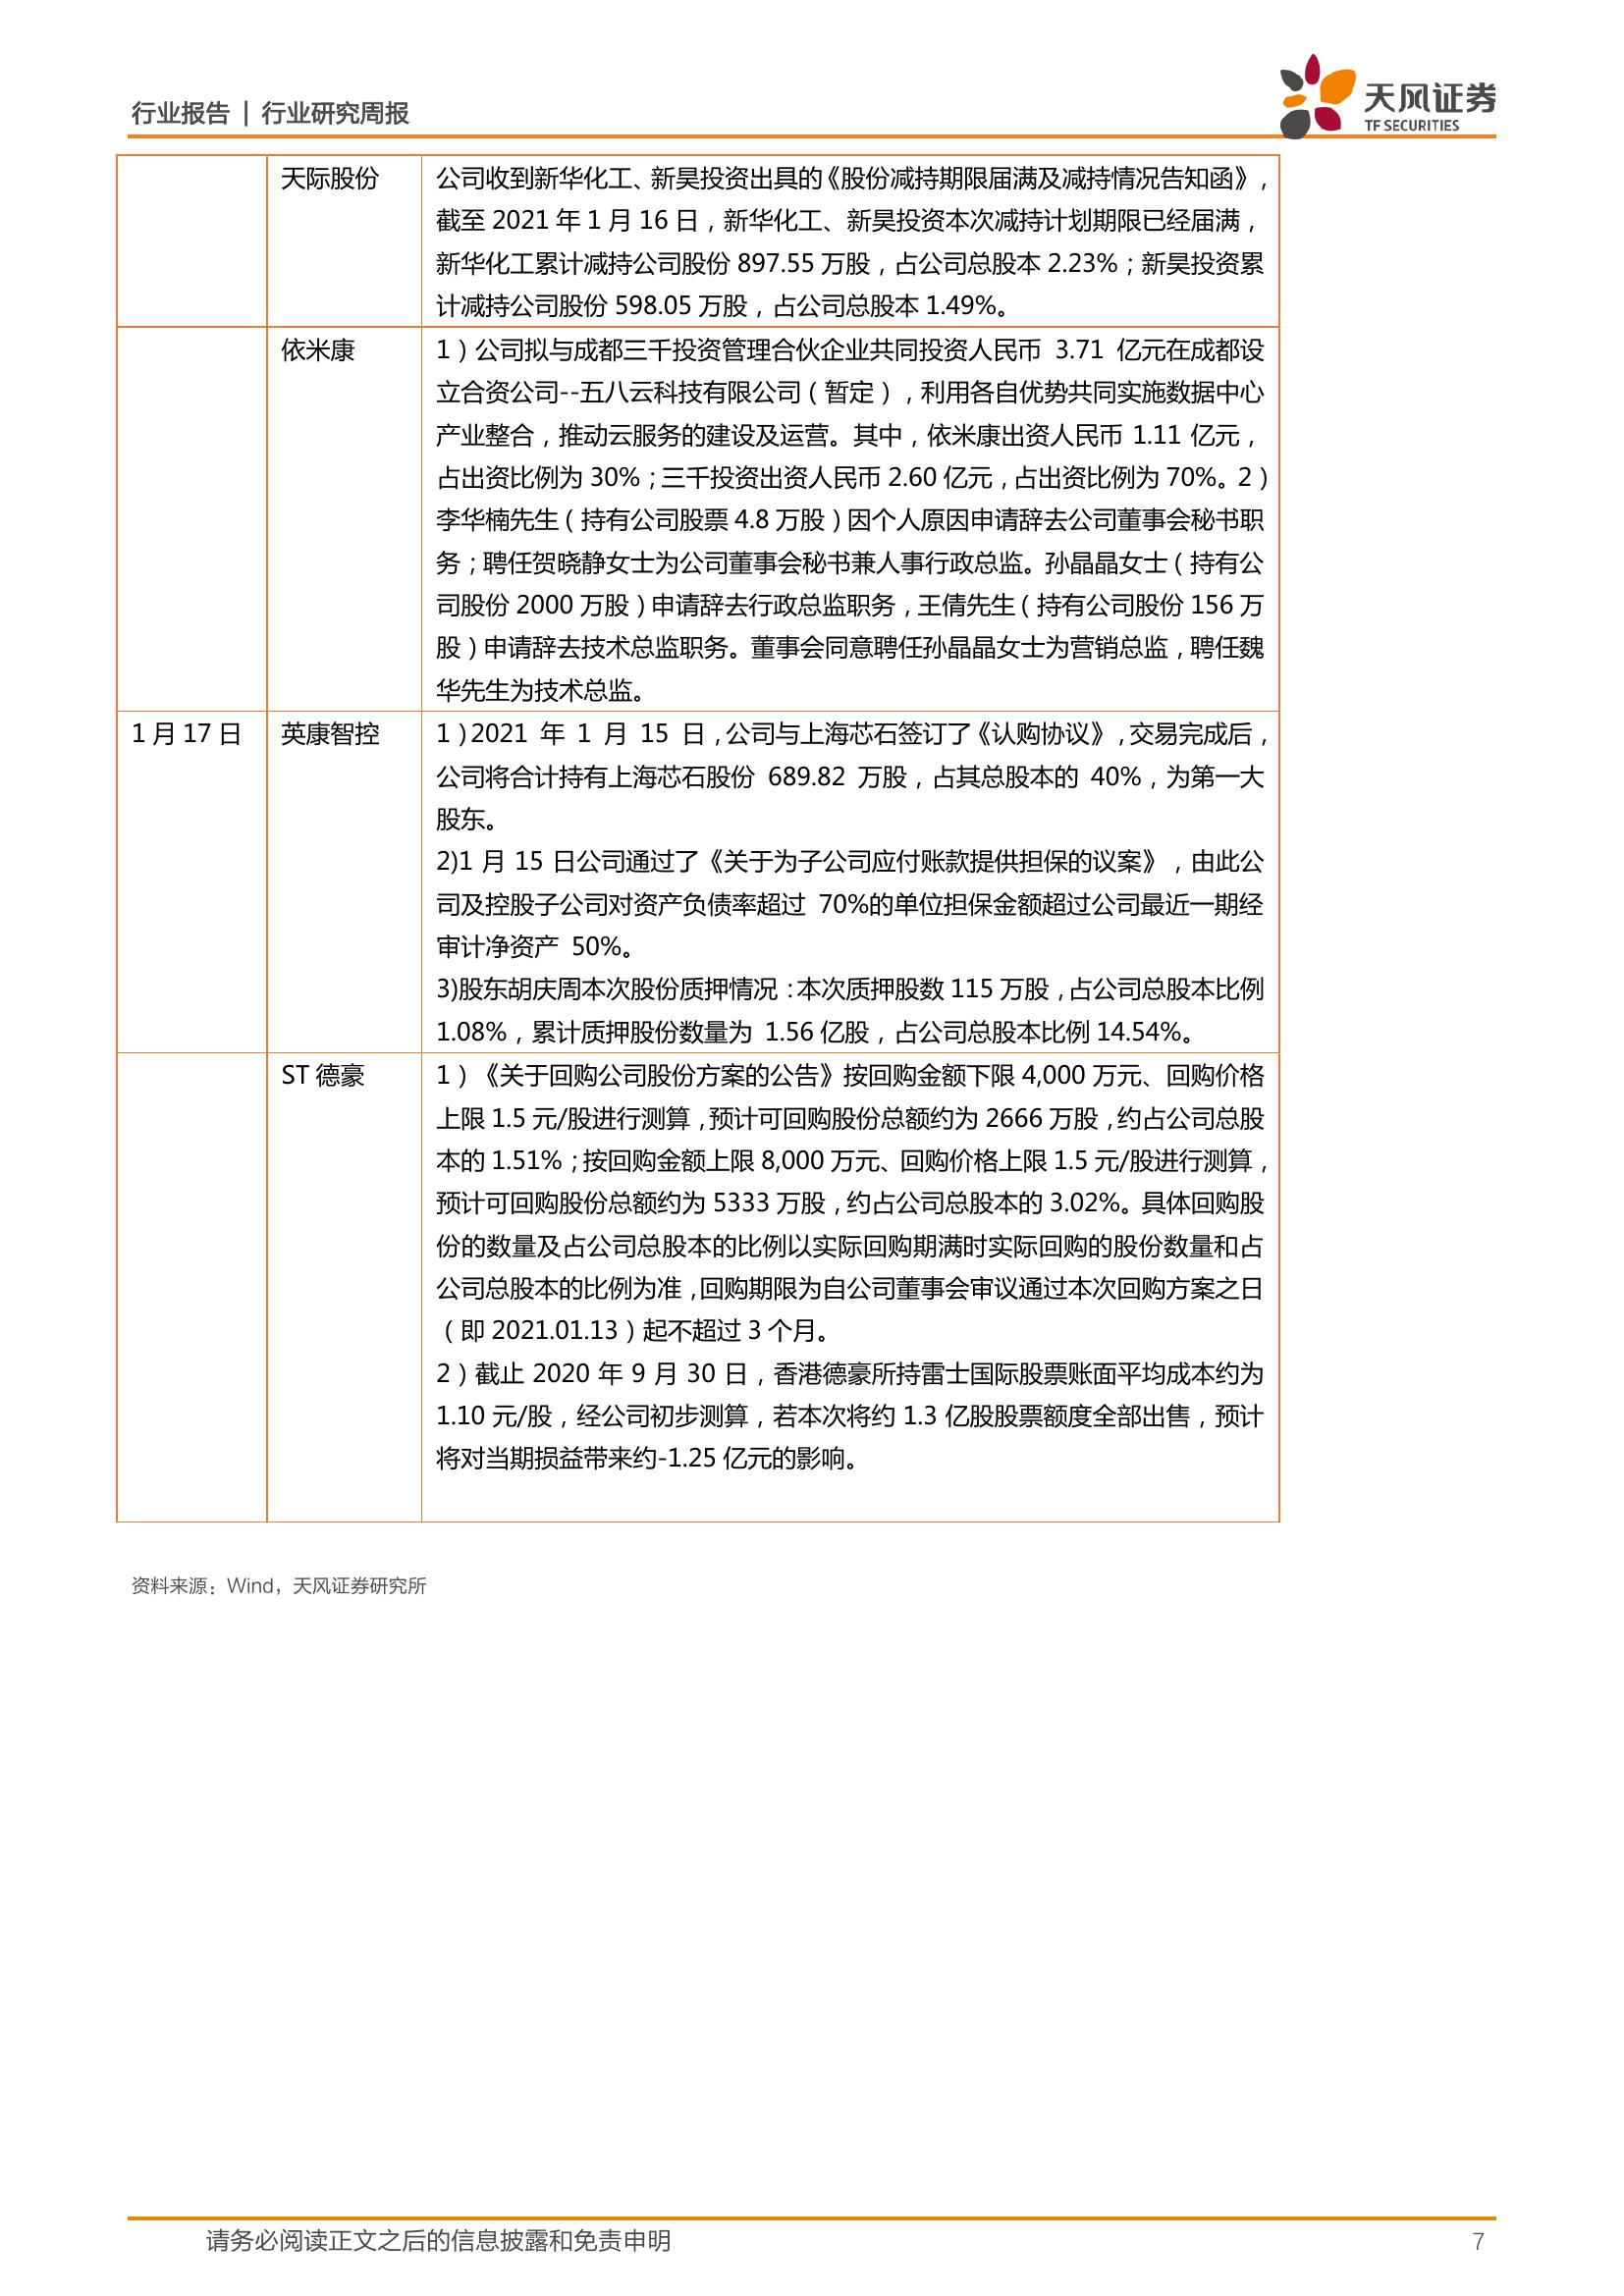 行业报告 | 行业研究周报
天风证券
TF SECURITIES
天际股份
公司收到新华化工、新昊投资出具的《股份减持期限届满及减持情况告知函》，
截至 2021 年 1 月 16 日，新华化工、新昊投资本次减持计划期限已经届满，
新华化工累计减持公司股份 897.55 万股，占公司总股本 2.23%；新昊投资累
计减持公司股份 598.05 万股，占公司总股本 1.49%。
依米康
1）公司拟与成都三千投资管理合伙企业共同投资人民币 3.71 亿元在成都设
立合资公司--五八云科技有限公司（暂定），利用各自优势共同实施数据中心
产业整合，推动云服务的建设及运营。其中，依米康出资人民币 1.11 亿元，
占出资比例为 30%；三千投资出资人民币 2.60 亿元，占出资比例为 70%。2）
李华楠先生（持有公司股票 4.8 万股）因个人原因申请辞去公司董事会秘书职
务；聘任贺晓静女士为公司董事会秘书兼人事行政总监。孙晶晶女士（持有公
司股份 2000 万股）申请辞去行政总监职务，王倩先生（持有公司股份 156 万
股）申请辞去技术总监职务。董事会同意聘任孙晶晶女士为营销总监，聘任魏
华先生为技术总监。
1 月 17 日
英康智控
1）2021 年 1 月 15 日，公司与上海芯石签订了《认购协议》，交易完成后，
公司将合计持有上海芯石股份 689.82 万股，占其总股本的 40%，为第一大
股东。
2)1 月 15 日公司通过了《关于为子公司应付账款提供担保的议案》，由此公
司及控股子公司对资产负债率超过 70%的单位担保金额超过公司最近一期经
审计净资产 50%。
3)股东胡庆周本次股份质押情况：本次质押股数 115 万股，占公司总股本比例
1.08%，累计质押股份数量为 1.56 亿股，占公司总股本比例 14.54%。
ST 德豪
1）《关于回购公司股份方案的公告》按回购金额下限 4,000 万元、回购价格
上限 1.5 元/股进行测算，预计可回购股份总额约为 2666 万股，约占公司总股
本的 1.51%；按回购金额上限 8,000 万元、回购价格上限 1.5 元/股进行测算，
预计可回购股份总额约为 5333 万股，约占公司总股本的 3.02%。具体回购股
份的数量及占公司总股本的比例以实际回购期满时实际回购的股份数量和占
公司总股本的比例为准，回购期限为自公司董事会审议通过本次回购方案之日
（即 2021.01.13）起不超过 3 个月。
2）截止 2020 年 9 月 30 日，香港德豪所持雷士国际股票账面平均成本约为
1.10 元/股，经公司初步测算，若本次将约 1.3 亿股股票额度全部出售，预计
将对当期损益带来约-1.25 亿元的影响。
资料来源：Wind，天风证券研究所
请务必阅读正文之后的信息披露和免责申明
7